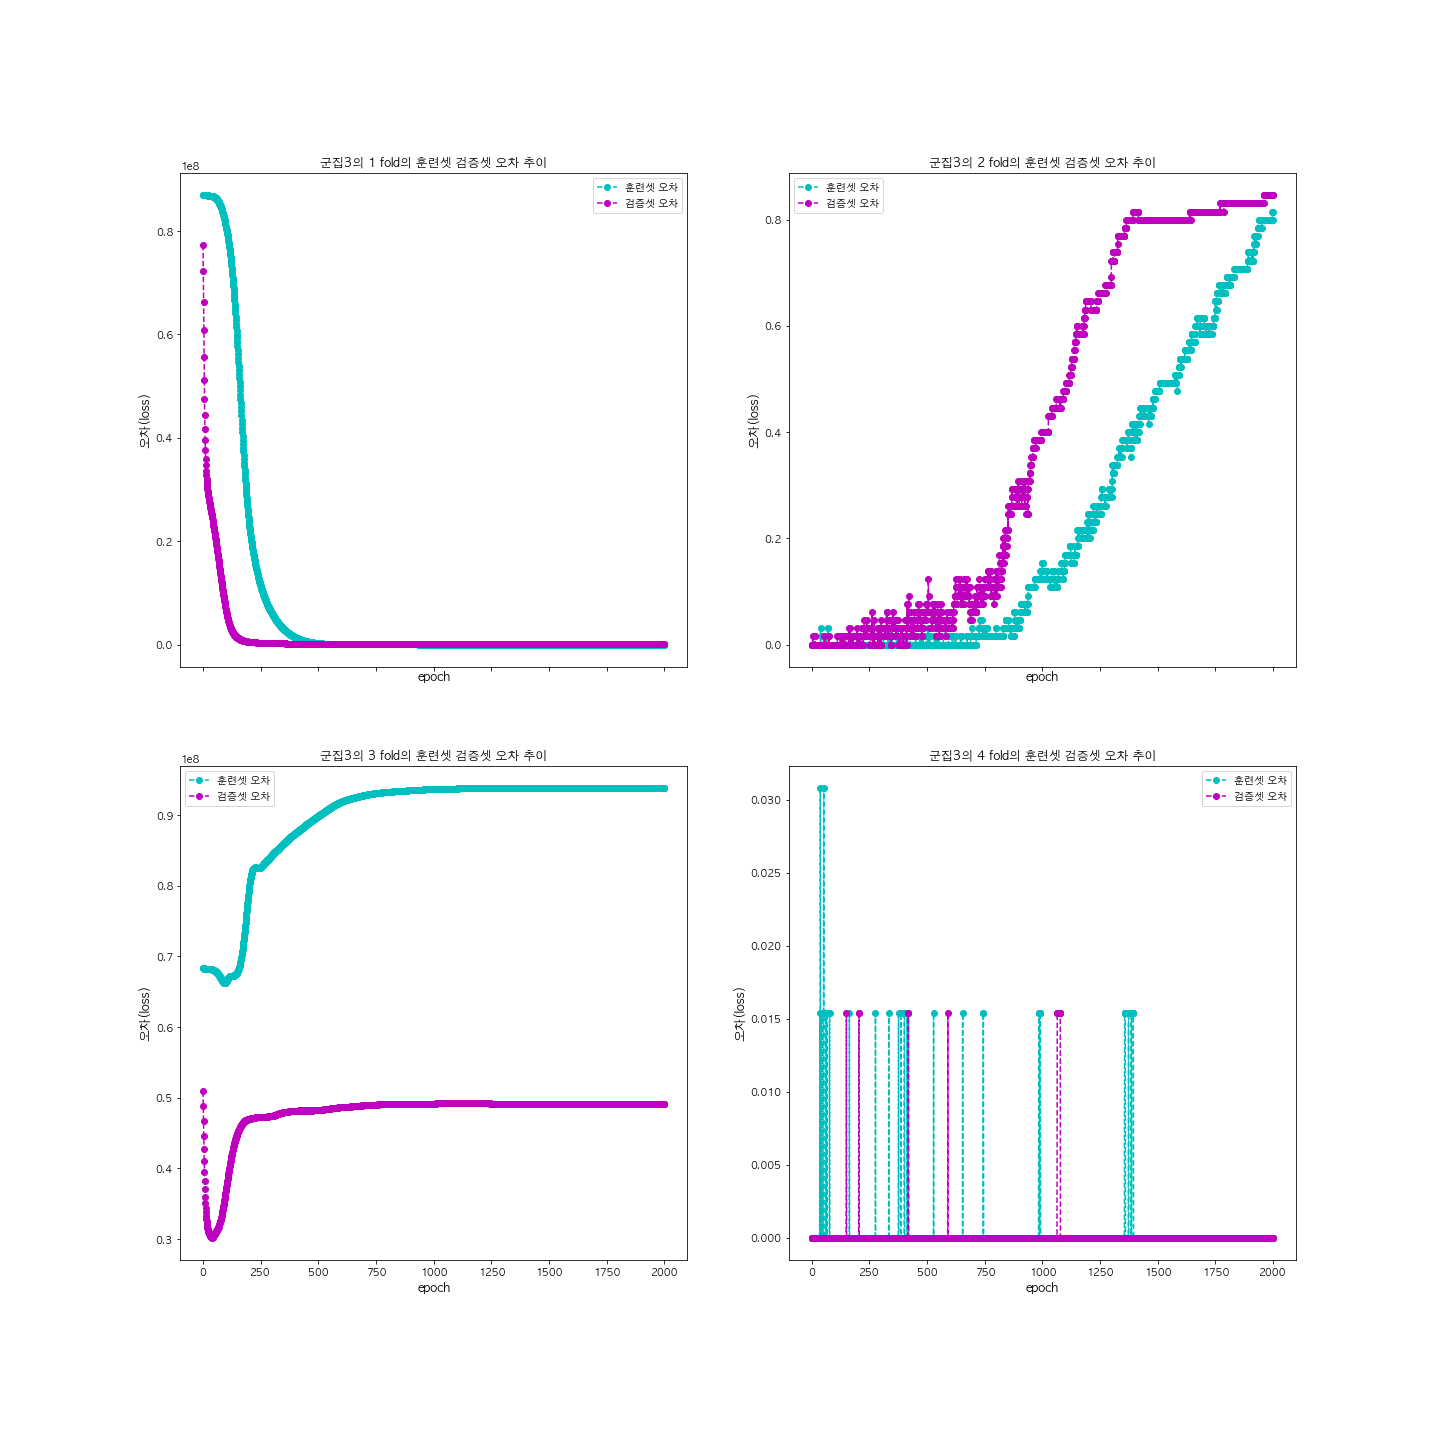 군집3의 1 fold의 훈련셋 검증셋 오차 추이
1e8
훈련셋 오차
검증셋 오차
0.8
0.6
0.4
0.2
0.0
오차(loss)
epoch
군집3의 2 fold의 훈련셋 검증셋 오차 추이
훈련셋 오차
검증셋 오차
0.8
0.6
0.4
0.2
0.0
오차(loss)
epoch
군집3의 3 fold의 훈련셋 검증셋 오차 추이
1e8
훈련셋 오차
검증셋 오차
0.9
0.8
0.7
0.6
0.5
0.4
0.3
오차(loss)
0 250 500 750 1000 1250 1500 1750 2000
epoch
군집3의 4 fold의 훈련셋 검증셋 오차 추이
훈련셋 오차
검증셋 오차
0.030
0.025
0.020
0.015
0.010
0.005
0.000
오차(loss)
0 250 500 750 1000 1250 1500 1750 2000
epoch